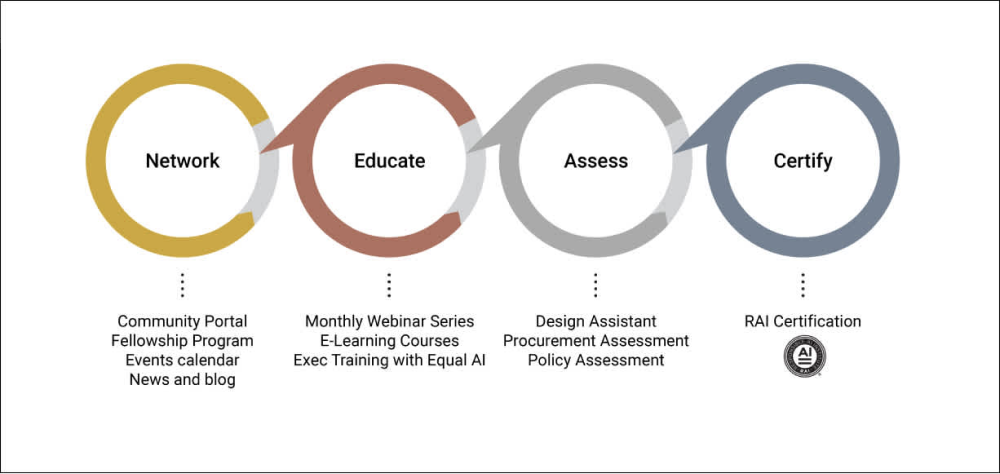 Network
Educate
Assess
Certify
Community Portal
Fellowship Program
Events calendar
News and blog
Monthly Webinar Series
E-Learning Courses
Exec Training with Equal AI
Design Assistant
Procurement Assessment
Policy Assessment
RAI Certification
AI
RAI